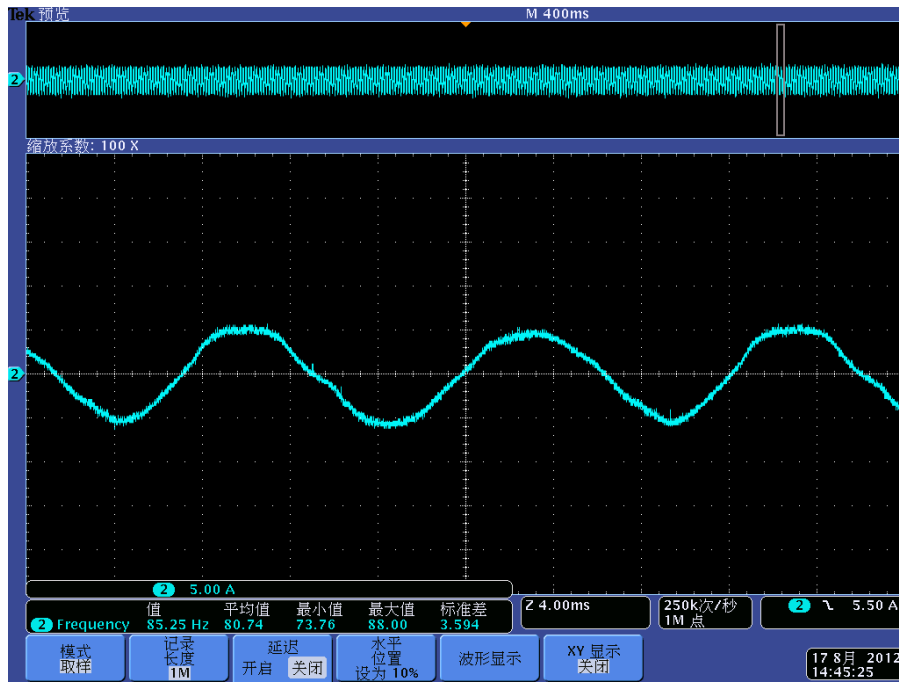 Tek 预览 M 400ms
2
缩放系数: 100 X
2
2 5.00 A
值 平均值 最小值 最大值 标准差
2 Frequency 85.25 Hz 80.74 73.76 88.00 3.594
Z 4.00ms
250k次/秒
1M 点
2 5.50 A
模式
取样
记录
长度
1M
延迟
开启 关闭
水平
位置
设为 10%
波形显示
XY 显示
关闭
17 8月 2012
14:45:25